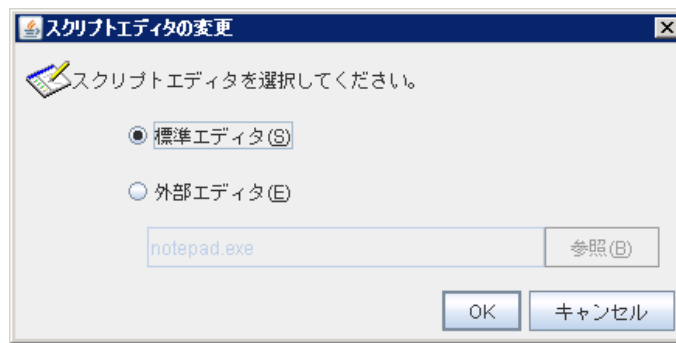 スクリプトエディタの変更
スクリプトエディタを選択してください。
標準エディタ(S)
外部エディタ(E)
notepad.exe
参照(B)
OK
キャンセル